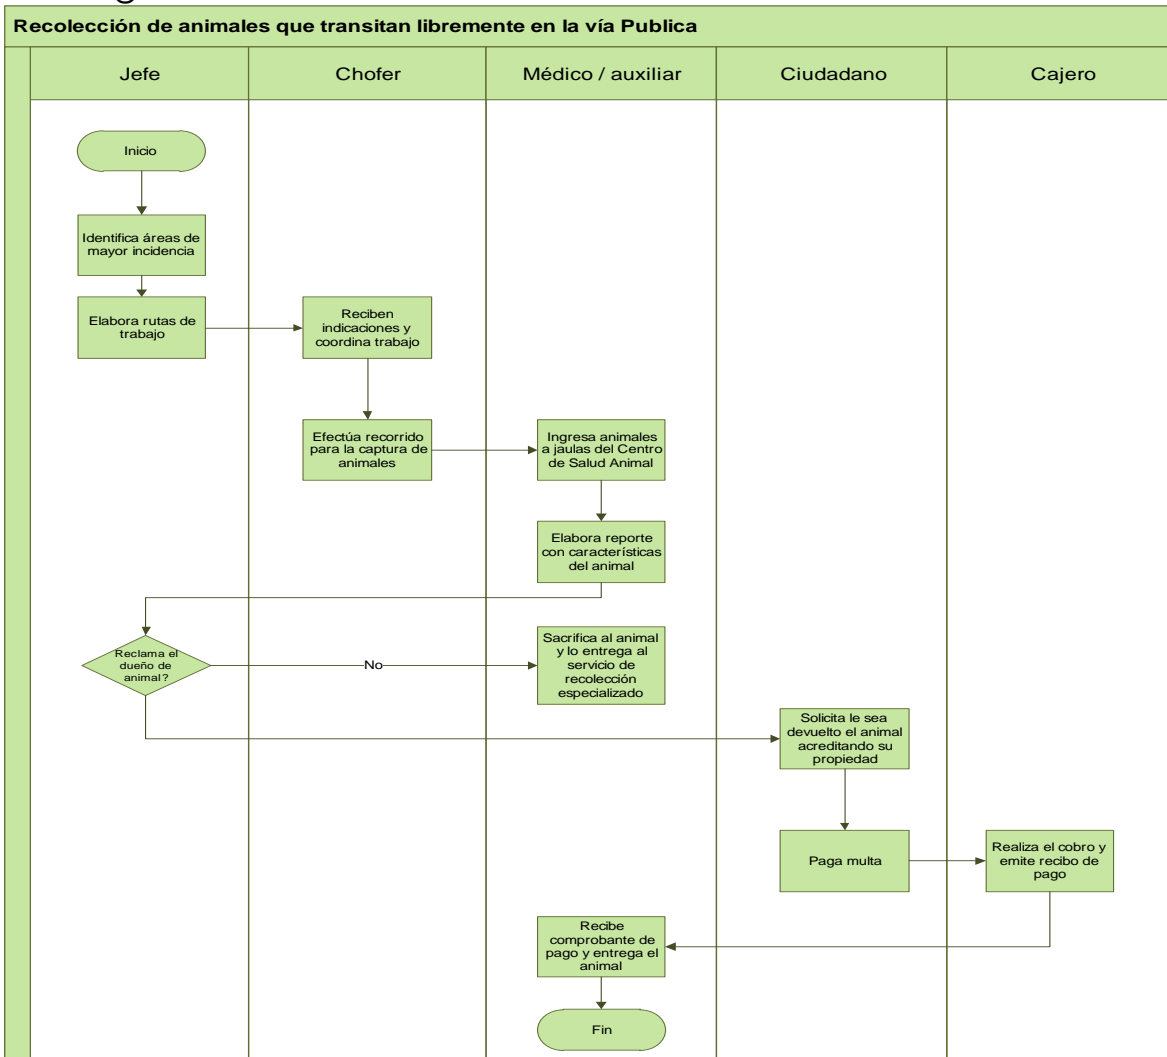 Recolección de animales que transitan libremente en la vía Publica
Jefe
Chofer
Médico / auxiliar
Ciudadano
Cajero
Inicio
Identifica áreas de
mayor incidencia
Elabora rutas de
trabajo
Reciben
indicaciones y
coordina trabajo
Efectúa recorrido
para la captura de
animales
Ingresa animales
a jaulas del Centro
de Salud Animal
Elabora reporte
con características
del animal
Reclama el
dueño de
animal?
No
Sacrifica al animal
y lo entrega al
servicio de
recolección
especializado
Solicita le sea
devuelto el animal
acreditando su
propiedad
Paga multa
Realiza el cobro y
emite recibo de
pago
Recibe
comprobante de
pago y entrega el
animal
Fin